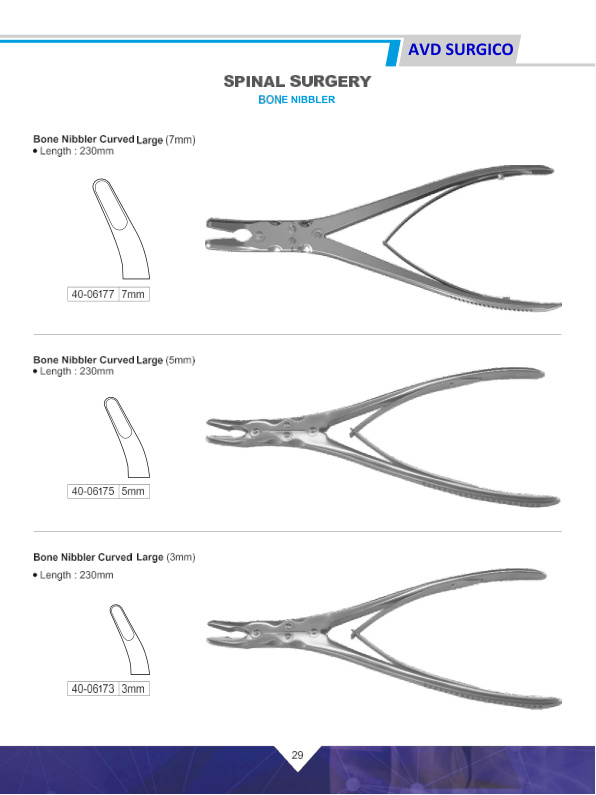 AVD SURGICO
SPINAL SURGERY
BONE NIBBLER
Bone Nibbler Curved Large (7mm)
• Length : 230mm
40-06177 7mm
Bone Nibbler Curved Large (5mm)
• Length : 230mm
40-06175 5mm
Bone Nibbler Curved Large (3mm)
• Length : 230mm
40-06173 3mm
29